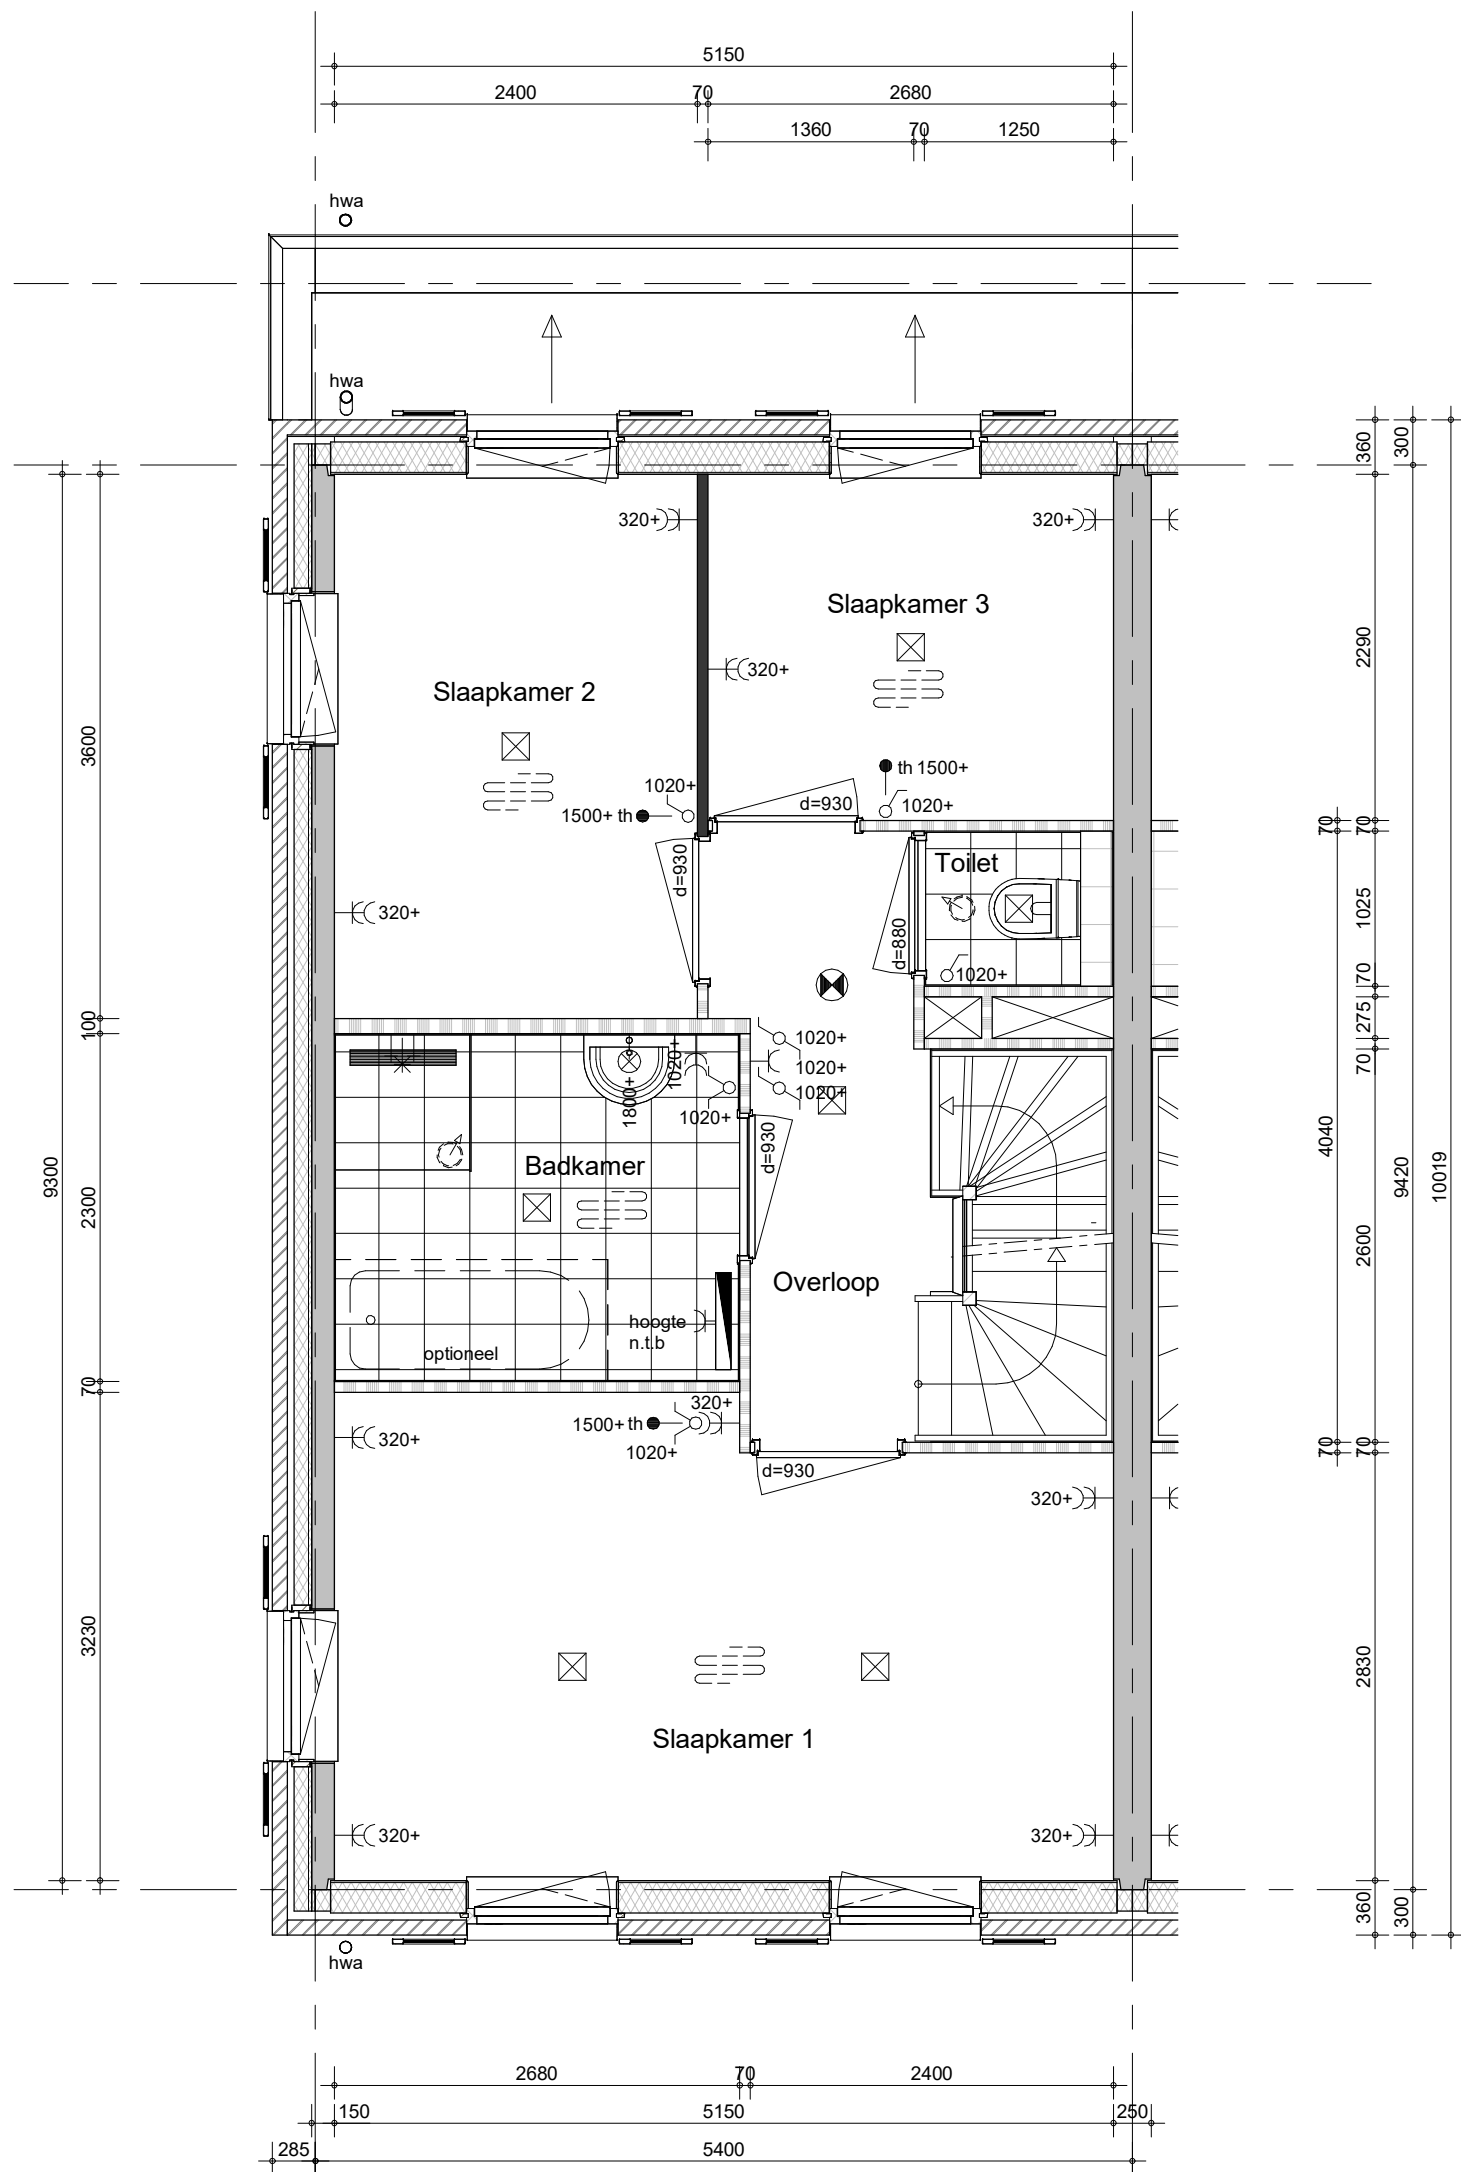 5150
2400 70 2680
1360 70 1250
hwa
hwa
360 300
320+ 320+
Slaapkamer 3
2290
320+
Slaapkamer 2
3600
th 1500+
1020+
d=930 1020+
1500+ th
70 70
Toilet
d=930
1025
320+
d=880
1020+
70
275
100
1020+
70
1020+
1020+
1020+
1800+
1020+
4040
d=930
Badkamer
9300
2300
9420
10019
2600
Overloop
hoogte
n.t.b
optioneel
70
320+
1500+ th
320+
1020+
70 70
d=930
320+
3230
2830
Slaapkamer 1
320+ 320+
360 300
hwa
2680 70 2400
150 5150 250
285 5400